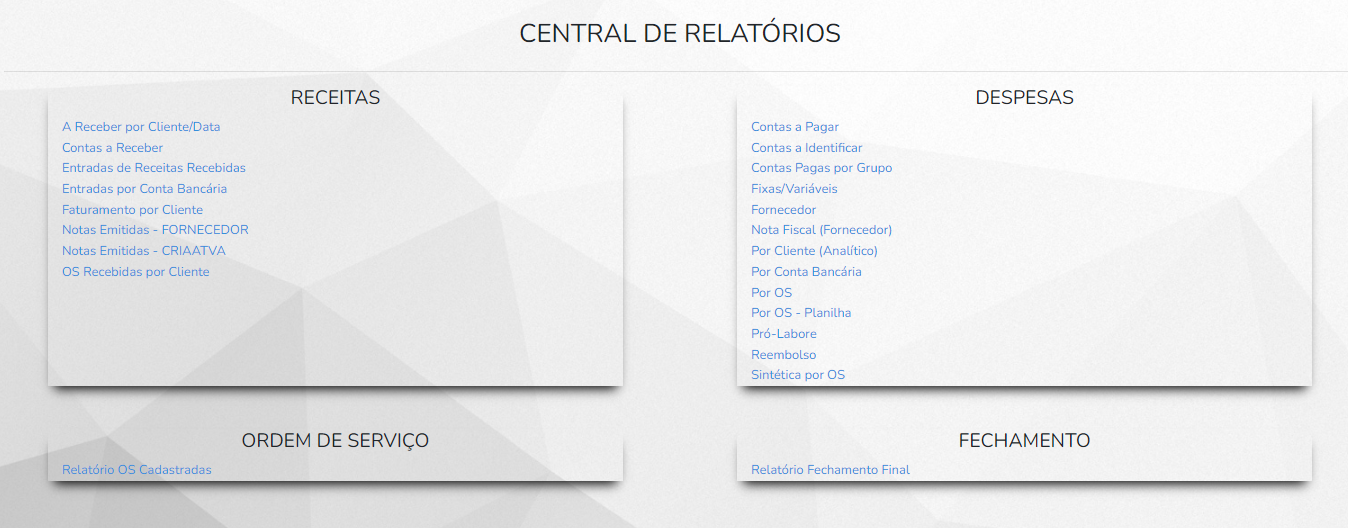 CENTRAL DE RELATÓRIOS
RECEITAS
A Receber por Cliente/Data
Contas a Receber
Entradas de Receitas Recebidas
Entradas por Conta Bancária
Faturamento por Cliente
Notas Emitidas - FORNECEDOR
Notas Emitidas - CRIAATVA
OS Recebidas por Cliente
DESPESAS
Contas a Pagar
Contas a Identificar
Contas Pagas por Grupo
Fixas/Variáveis
Fornecedor
Nota Fiscal (Fornecedor)
Por Cliente (Analítico)
Por Conta Bancária
Por OS
Por OS - Planilha
Pró-Labore
Reembolso
Sintética por OS
ORDEM DE SERVIÇO
Relatório OS Cadastradas
FECHAMENTO
Relatório Fechamento Final